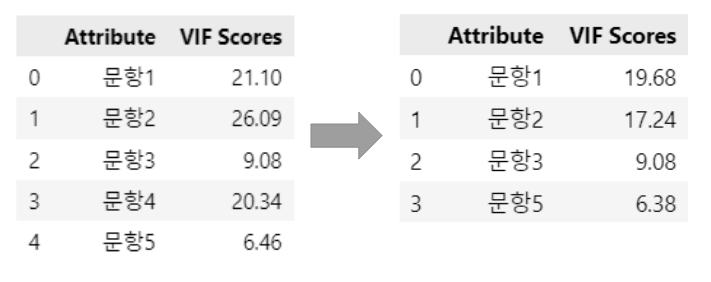 Attribute VIF Scores
0 문항1 21.10
1 문항2 26.09
2 문항3 9.08
3 문항4 20.34
4 문항5 6.46
Attribute VIF Scores
0 문항1 19.68
1 문항2 17.24
2 문항3 9.08
3 문항5 6.38